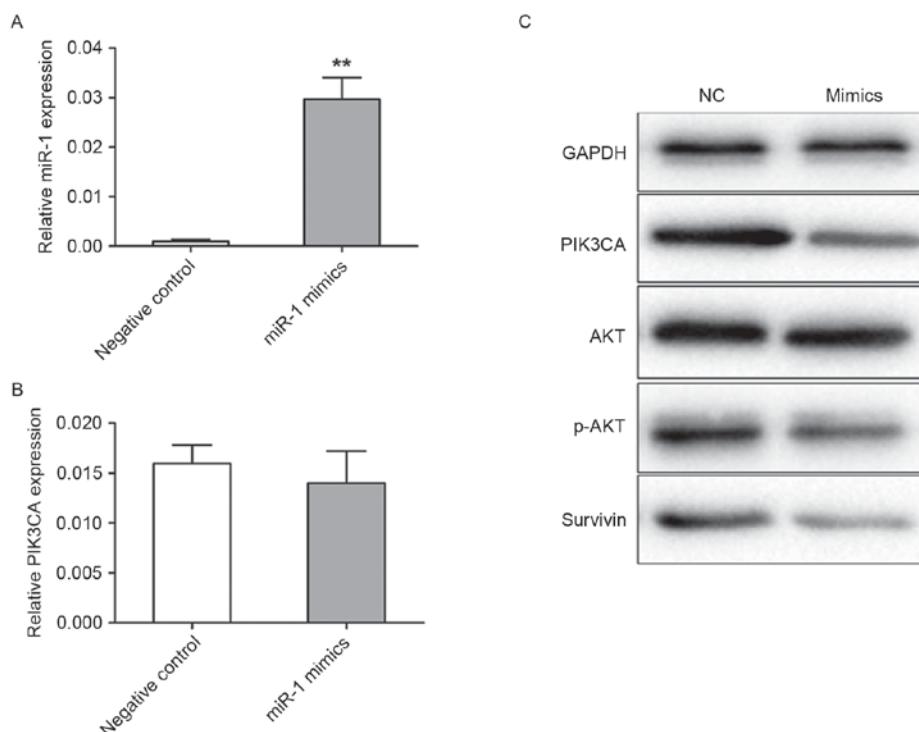 A
Relative miR-1 expression
0.04
0.03
0.02
0.01
0.00
**
Negative control
miR-1 mimics
B
Relative PIK3CA expression
0.020
0.015
0.010
0.005
0.000
Negative control
miR-1 mimics
C
NC Mimics
GAPDH
PIK3CA
AKT
p-AKT
Survivin